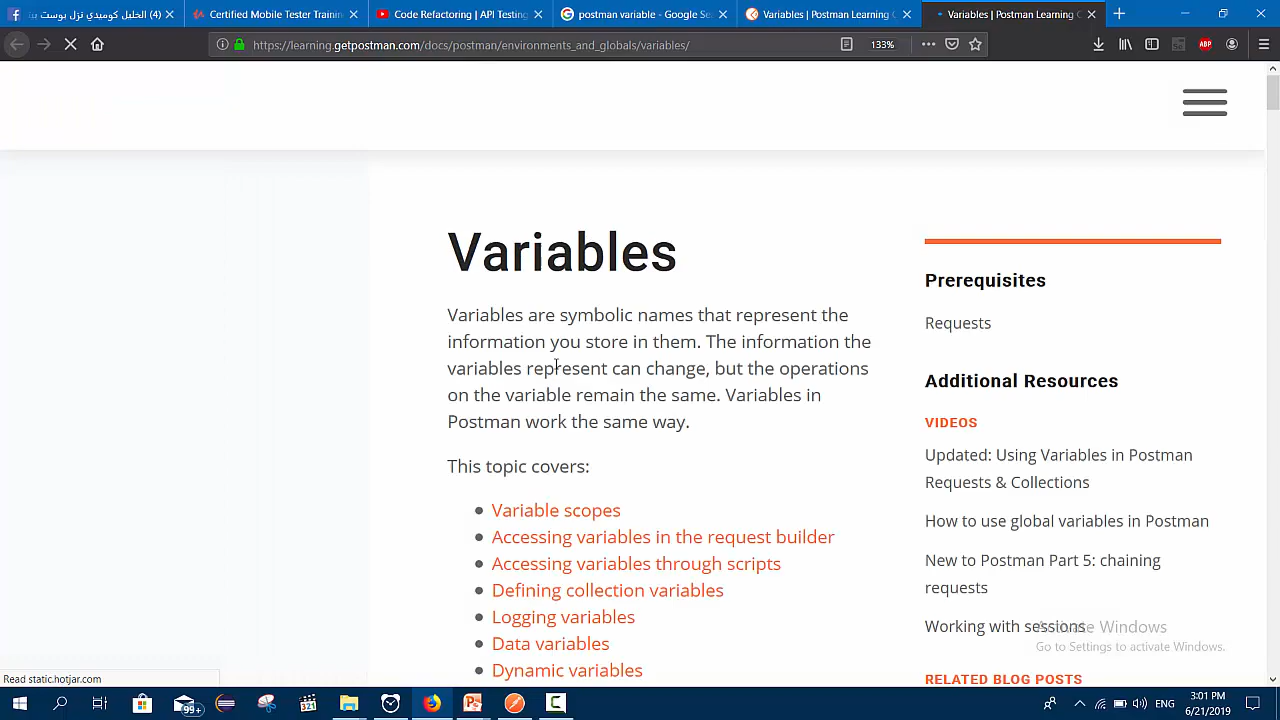 (4) الخليل كوميدي تزل بوست
Certified Mobile Tester Training
Code Refactoring | API Testing
postman variable - Google Se
Variables | Postman Learning C
Variables | Postman Learning C
https://learning.getpostman.com/docs/postman/environments_and_globals/variables/
133%
ABP
Variables
Variables are symbolic names that represent the
information you store in them. The information the
variables represent can change, but the operations
on the variable remain the same. Variables in
Postman work the same way.
This topic covers:
Variable scopes
Accessing variables in the request builder
Accessing variables through scripts
Defining collection variables
Logging variables
Data variables
Dynamic variables
Prerequisites
Requests
Additional Resources
VIDEOS
Updated: Using Variables in Postman
Requests & Collections
How to use global variables in Postman
New to Postman Part 5: chaining
requests
Working with sessions
RELATED BLOG POSTS
Activate Windows
Go to Settings to activate Windows.
Read static.hotjar.com
99+
3:01 PM
6/21/2019